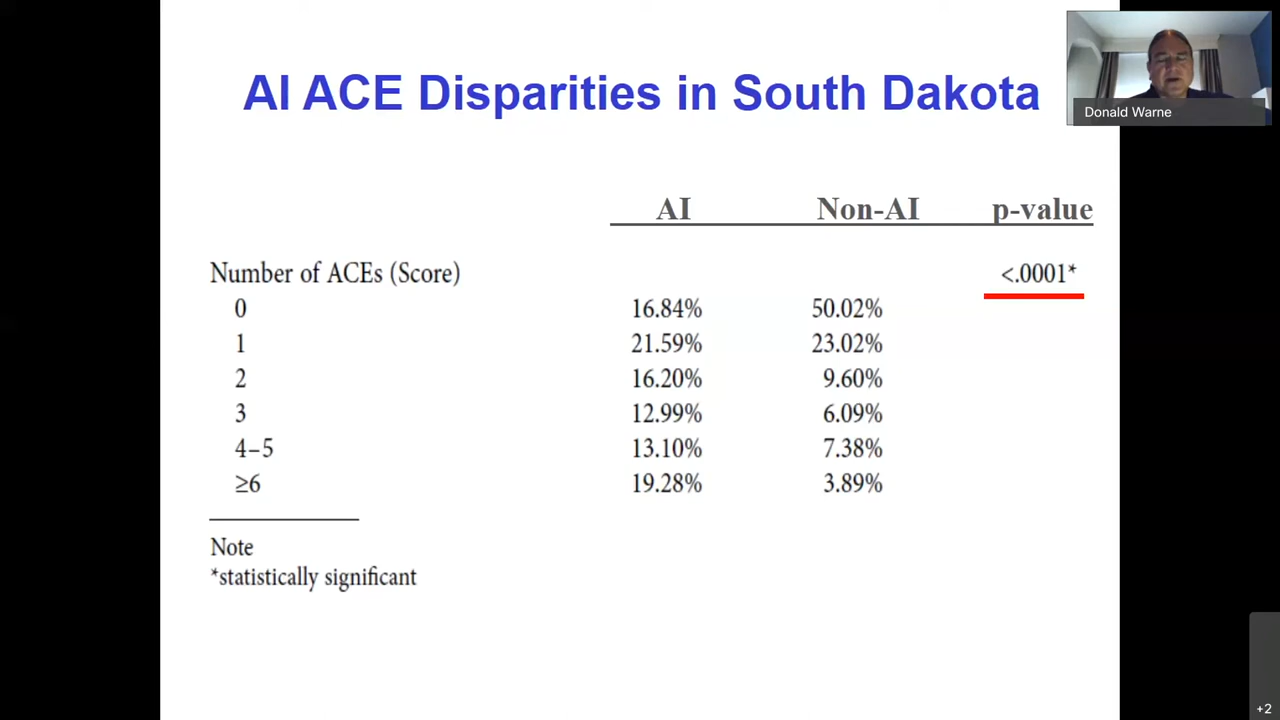 AI ACE Disparities in South Dakota
Donald Warne
AI Non-AI p-value
Number of ACEs (Score) <.0001*
0 16.84% 50.02%
1 21.59% 23.02%
2 16.20% 9.60%
3 12.99% 6.09%
4–5 13.10% 7.38%
≥6 19.28% 3.89%
Note
*statistically significant
+2